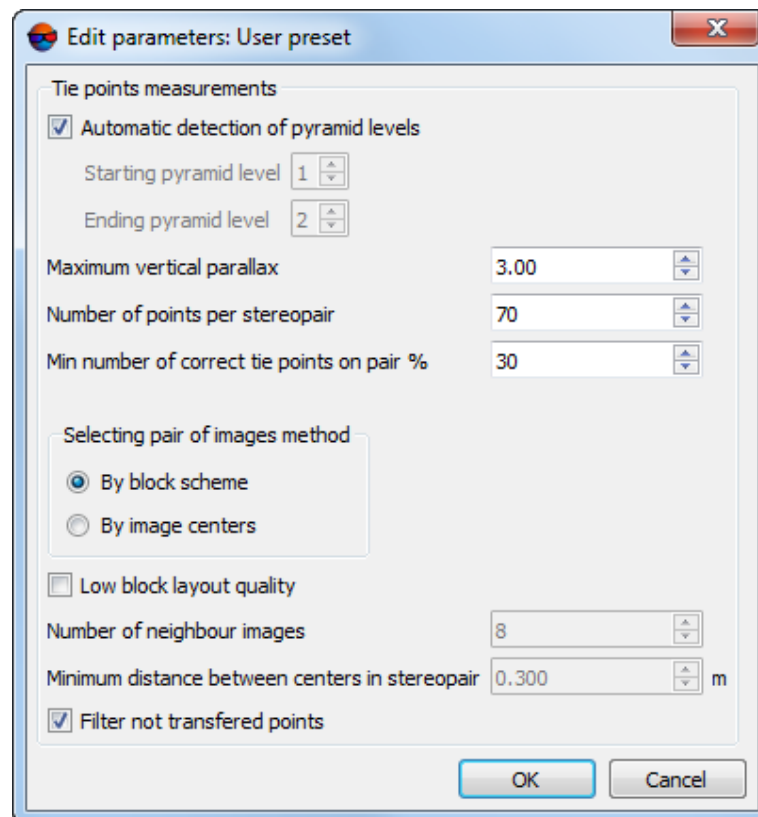 Edit parameters: User preset
Tie points measurements
Automatic detection of pyramid levels
Starting pyramid level 1
Ending pyramid level 2
Maximum vertical parallax 3.00
Number of points per stereopair 70
Min number of correct tie points on pair % 30
Selecting pair of images method
By block scheme
By image centers
Low block layout quality
Number of neighbour images 8
Minimum distance between centers in stereopair 0.300 m
Filter not transfered points
OK Cancel